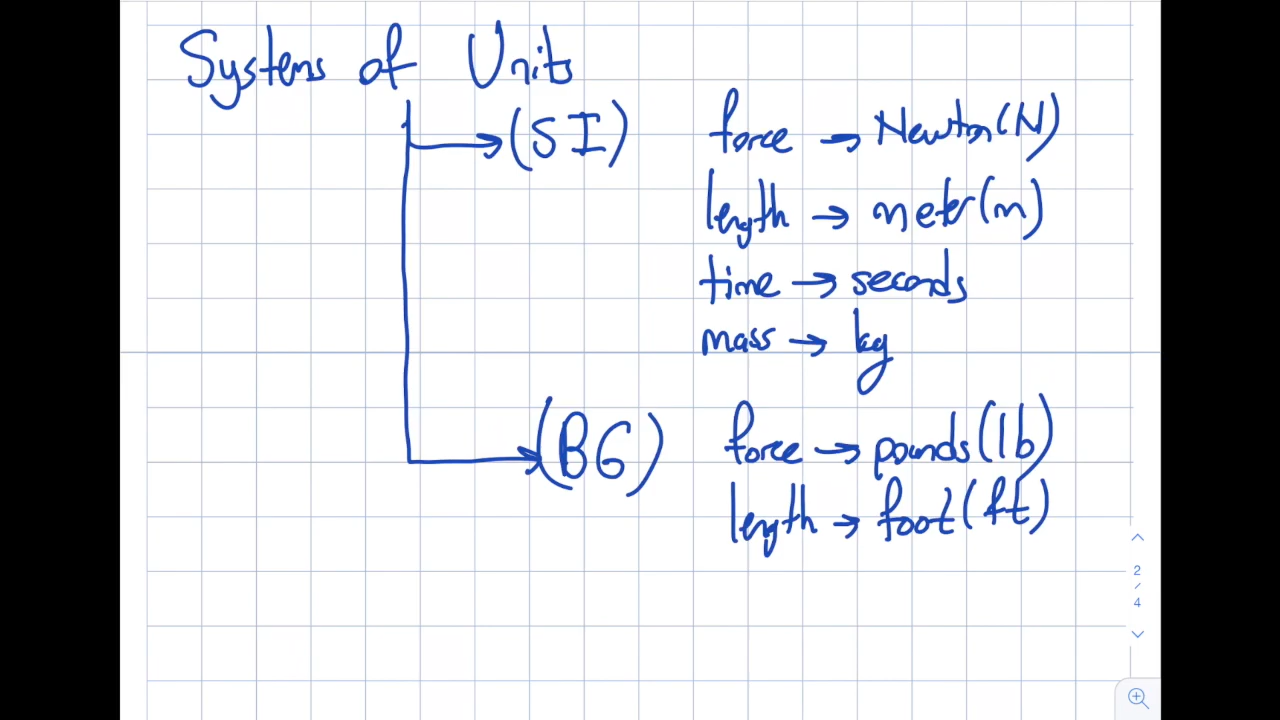 Systems of Units
(SI) force → Newton(N)
length → meter(m)
time → seconds
mass → kg
(BG) force → pounds(lb)
length → foot(ft)
2
/
4